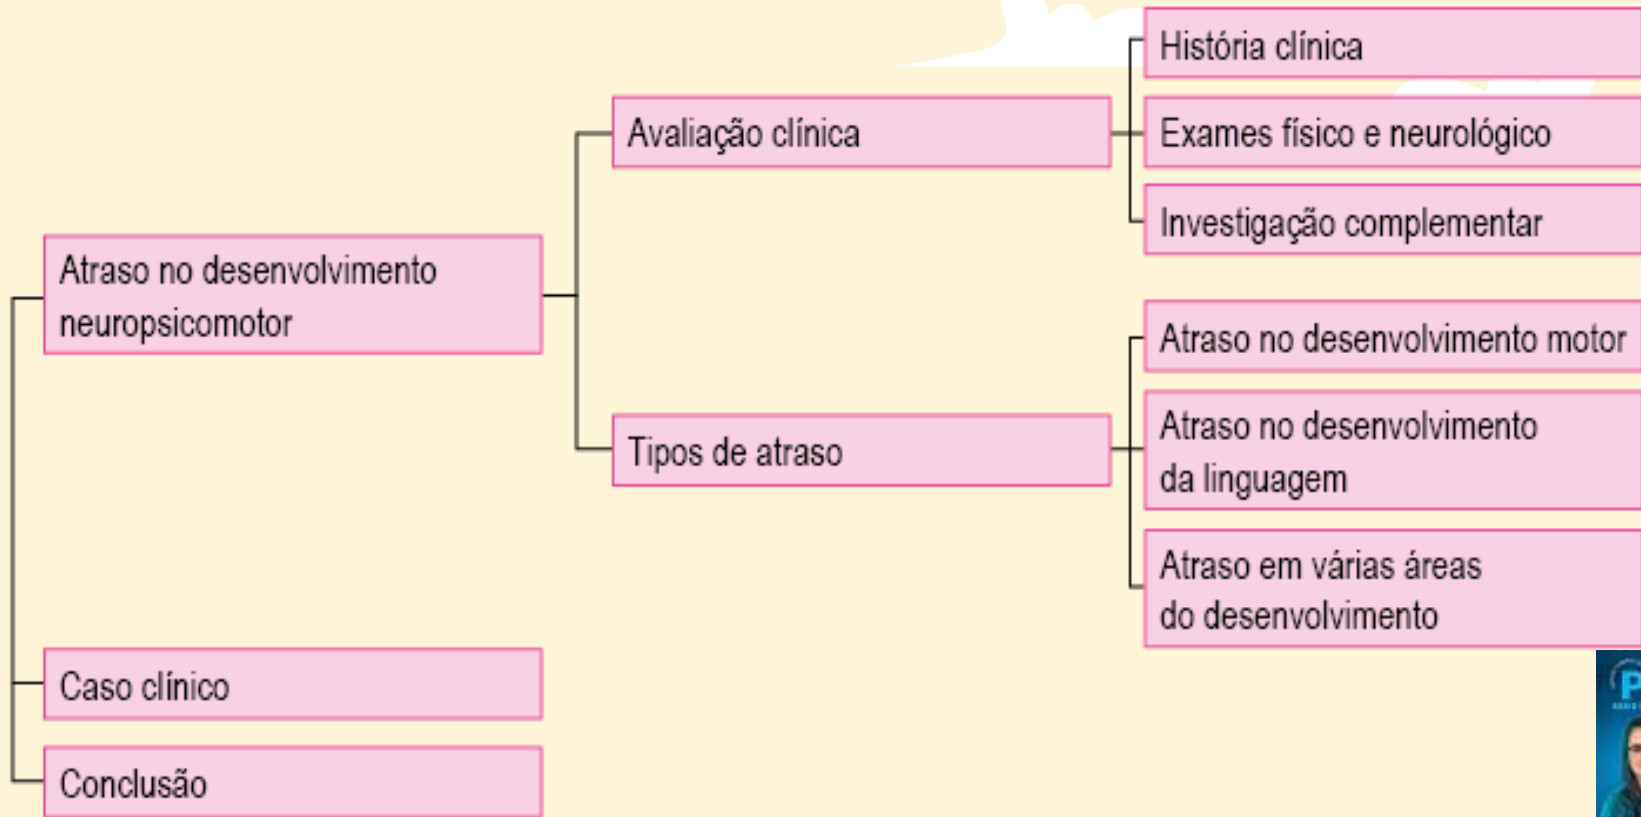 História clínica
Avaliação clínica
Exames físico e neurológico
Investigação complementar
Atraso no desenvolvimento
neuropsicomotor
Atraso no desenvolvimento motor
Tipos de atraso
Atraso no desenvolvimento
da linguagem
Atraso em várias áreas
do desenvolvimento
Caso clínico
Conclusão